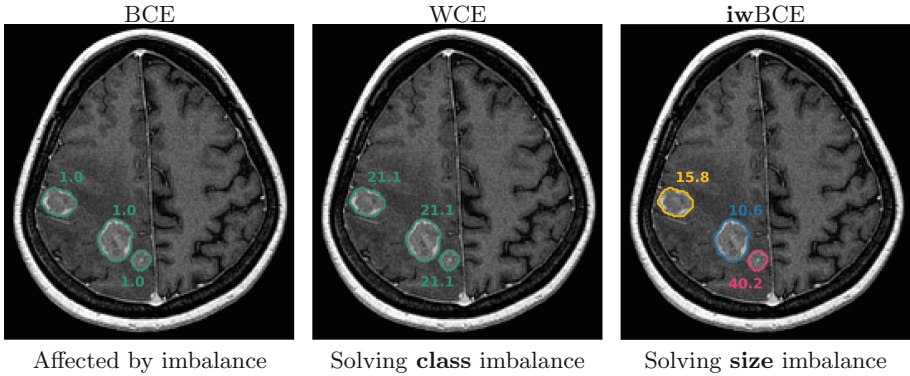 BCE
WCE
iwBCE
1.0
1.0
1.0
21.1
21.1
21.1
15.8
10.6
40.2
Affected by imbalance
Solving class imbalance
Solving size imbalance